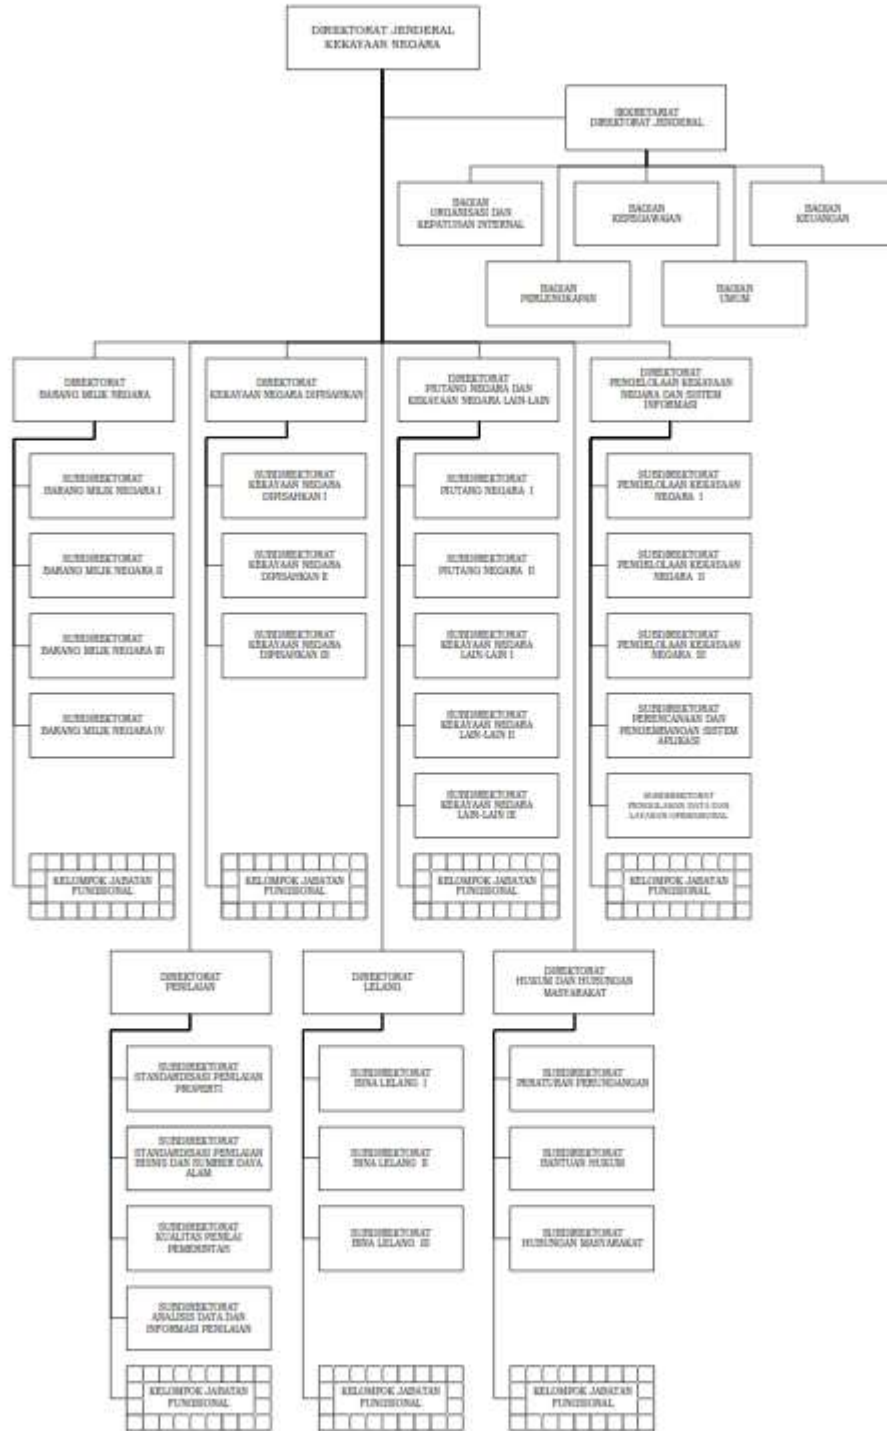 DIREKTORAT JENDERAL
KEKAYAAN NEGARA
SEKRETARIAT
DIREKTORAT JENDERAL
BAGIAN
ORGANISASI DAN
KEPATUHAN INTERNAL
BAGIAN
KEPEGAWAIAN
BAGIAN
KEUANGAN
BAGIAN
PERLENGKAPAN
BAGIAN
UMUM
DIREKTORAT
BARANG MILIK NEGARA
DIREKTORAT
KEKAYAAN NEGARA DIPISAHKAN
DIREKTORAT
PIUTANG NEGARA DAN
KEKAYAAN NEGARA LAIN-LAIN
DIREKTORAT
PENGELOLAAN KEKAYAAN
NEGARA DAN SISTEM
INFORMASI
SUBDIREKTORAT
BARANG MILIK NEGARA I
SUBDIREKTORAT
KEKAYAAN NEGARA
DIPISAHKAN I
SUBDIREKTORAT
PIUTANG NEGARA I
SUBDIREKTORAT
PENGELOLAAN KEKAYAAN
NEGARA I
SUBDIREKTORAT
BARANG MILIK NEGARA II
SUBDIREKTORAT
KEKAYAAN NEGARA
DIPISAHKAN II
SUBDIREKTORAT
PIUTANG NEGARA II
SUBDIREKTORAT
PENGELOLAAN KEKAYAAN
NEGARA II
SUBDIREKTORAT
BARANG MILIK NEGARA III
SUBDIREKTORAT
KEKAYAAN NEGARA
DIPISAHKAN III
SUBDIREKTORAT
KEKAYAAN NEGARA
LAIN-LAIN I
SUBDIREKTORAT
PENGELOLAAN KEKAYAAN
NEGARA III
SUBDIREKTORAT
BARANG MILIK NEGARA IV
SUBDIREKTORAT
KEKAYAAN NEGARA
LAIN-LAIN II
SUBDIREKTORAT
PERENCANAAN DAN
PENGEMBANGAN SISTEM
APLIKASI
SUBDIREKTORAT
KEKAYAAN NEGARA
LAIN-LAIN III
SUBDIREKTORAT
PENGOLAHAN DATA DAN
LAYANAN OPERASIONAL
KELOMPOK JABATAN
FUNGSIONAL
KELOMPOK JABATAN
FUNGSIONAL
KELOMPOK JABATAN
FUNGSIONAL
KELOMPOK JABATAN
FUNGSIONAL
DIREKTORAT
PENILAIAN
DIREKTORAT
LELANG
DIREKTORAT
HUKUM DAN HUBUNGAN
MASYARAKAT
SUBDIREKTORAT
STANDARDISASI PENILAIAN
PROPERTI
SUBDIREKTORAT
BINA LELANG I
SUBDIREKTORAT
PERATURAN PERUNDANGAN
SUBDIREKTORAT
STANDARDISASI PENILAIAN
BISNIS DAN SUMBER DAYA
ALAM
SUBDIREKTORAT
BINA LELANG II
SUBDIREKTORAT
BANTUAN HUKUM
SUBDIREKTORAT
KUALITAS PENILAI
PEMERINTAH
SUBDIREKTORAT
BINA LELANG III
SUBDIREKTORAT
HUBUNGAN MASYARAKAT
SUBDIREKTORAT
ANALISIS DATA DAN
INFORMASI PENILAIAN
KELOMPOK JABATAN
FUNGSIONAL
KELOMPOK JABATAN
FUNGSIONAL
KELOMPOK JABATAN
FUNGSIONAL